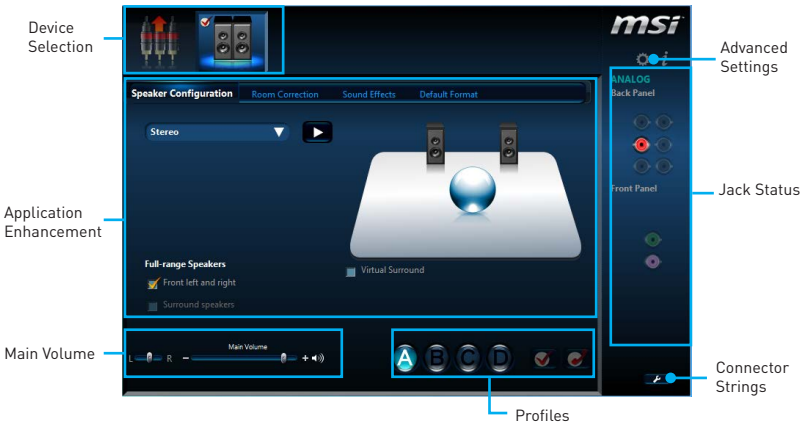 Device
Selection
msi
Advanced
Settings
i
Speaker Configuration
Room Correction
Sound Effects
Default Format
ANALOG
Back Panel
Stereo
Jack Status
Front Panel
Application
Enhancement
Full-range Speakers
Front left and right
Surround speakers
Virtual Surround
Main Volume
Main Volume
L
R
-
+
A
B
C
D
Connector
Strings
Profiles